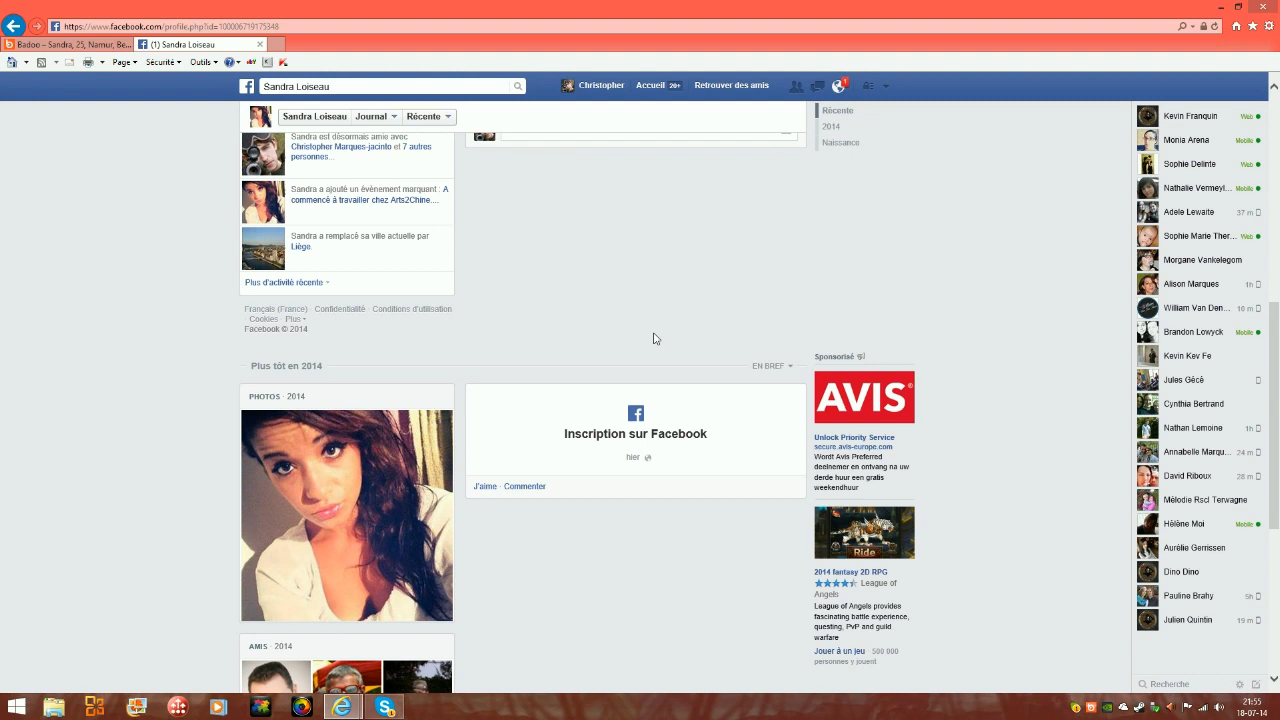 https://www.facebook.com/profile.php?id=100006719175348
Badoo – Sandra, 25, Namur, Be...
(1) Sandra Loiseau
Page
Sécurité
Outils
Sandra Loiseau
Christopher
Accueil 20+
Retrouver des amis
1
Sandra Loiseau
Journal
Récente
Sandra est désormais amie avec
Christopher Marques-jacinto et 7 autres
personnes...
Sandra a ajouté un évènement marquant : A
commencé à travailler chez Arts2Chine....
Sandra a remplacé sa ville actuelle par
Liège.
Plus d'activité récente
Français (France) · Confidentialité · Conditions d'utilisation
· Cookies · Plus
Facebook © 2014
Plus tôt en 2014
EN BREF
PHOTOS · 2014
AMIS · 2014
Inscription sur Facebook
hier
J'aime · Commenter
Récente
2014
Naissance
Sponsorisé
AVIS®
Unlock Priority Service
secure.avis-europe.com
Wordt Avis Preferred
deelnemer en ontvang na uw
derde huur een gratis
weekendhuur
Ride
2014 fantasy 2D RPG
League of
Angels
League of Angels provides
fascinating battle experience,
questing, PvP and guild
warfare
Jouer à un jeu · 500 000
personnes y jouent
Kevin Franquin Web
Monia Arena Mobile
Sophie Delinte Web
Nathalie Vermeyl... Mobile
Adele Lewaite 37 m
Sophie Marie Ther... Web
Morgane Vankelegom
Alison Marques 1h
William Van Den... 10 m
Brandon Lowyck Mobile
Kevin Kev Fe
Jules Gécé
Cynthia Bertrand
Nathan Lemoine 1h
Annabelle Marqu... 24 m
David Riboux 28 m
Mélodie Rscl Terwagne
Hélène Moi Mobile
Aurélie Gerrissen
Dino Dino
Pauline Brahy 5h
Julien Quintin 19 m
Recherche
21:55
18-07-14